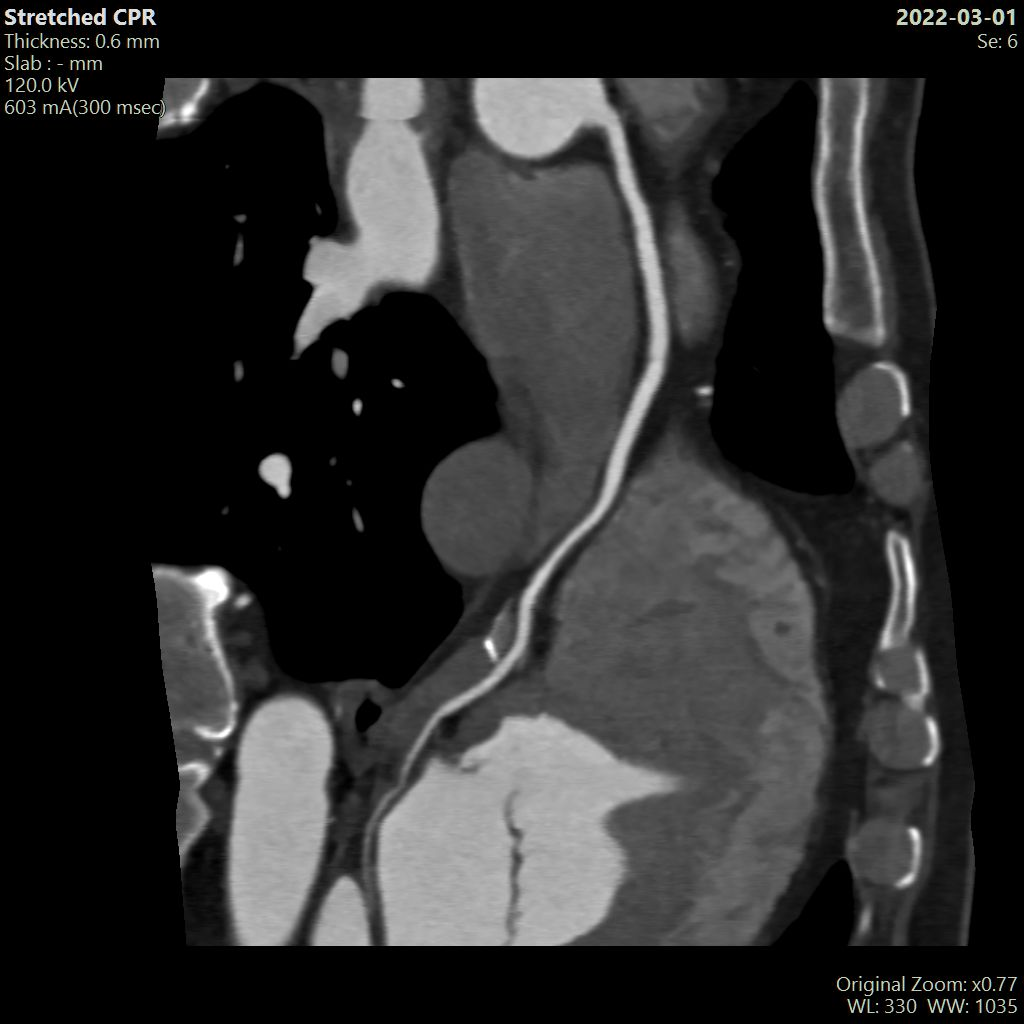 Stretched CPR
Thickness: 0.6 mm
Slab : - mm
120.0 kV
603 mA(300 msec)
2022-03-01
Se: 6
Original Zoom: x0.77
WL: 330 WW: 1035